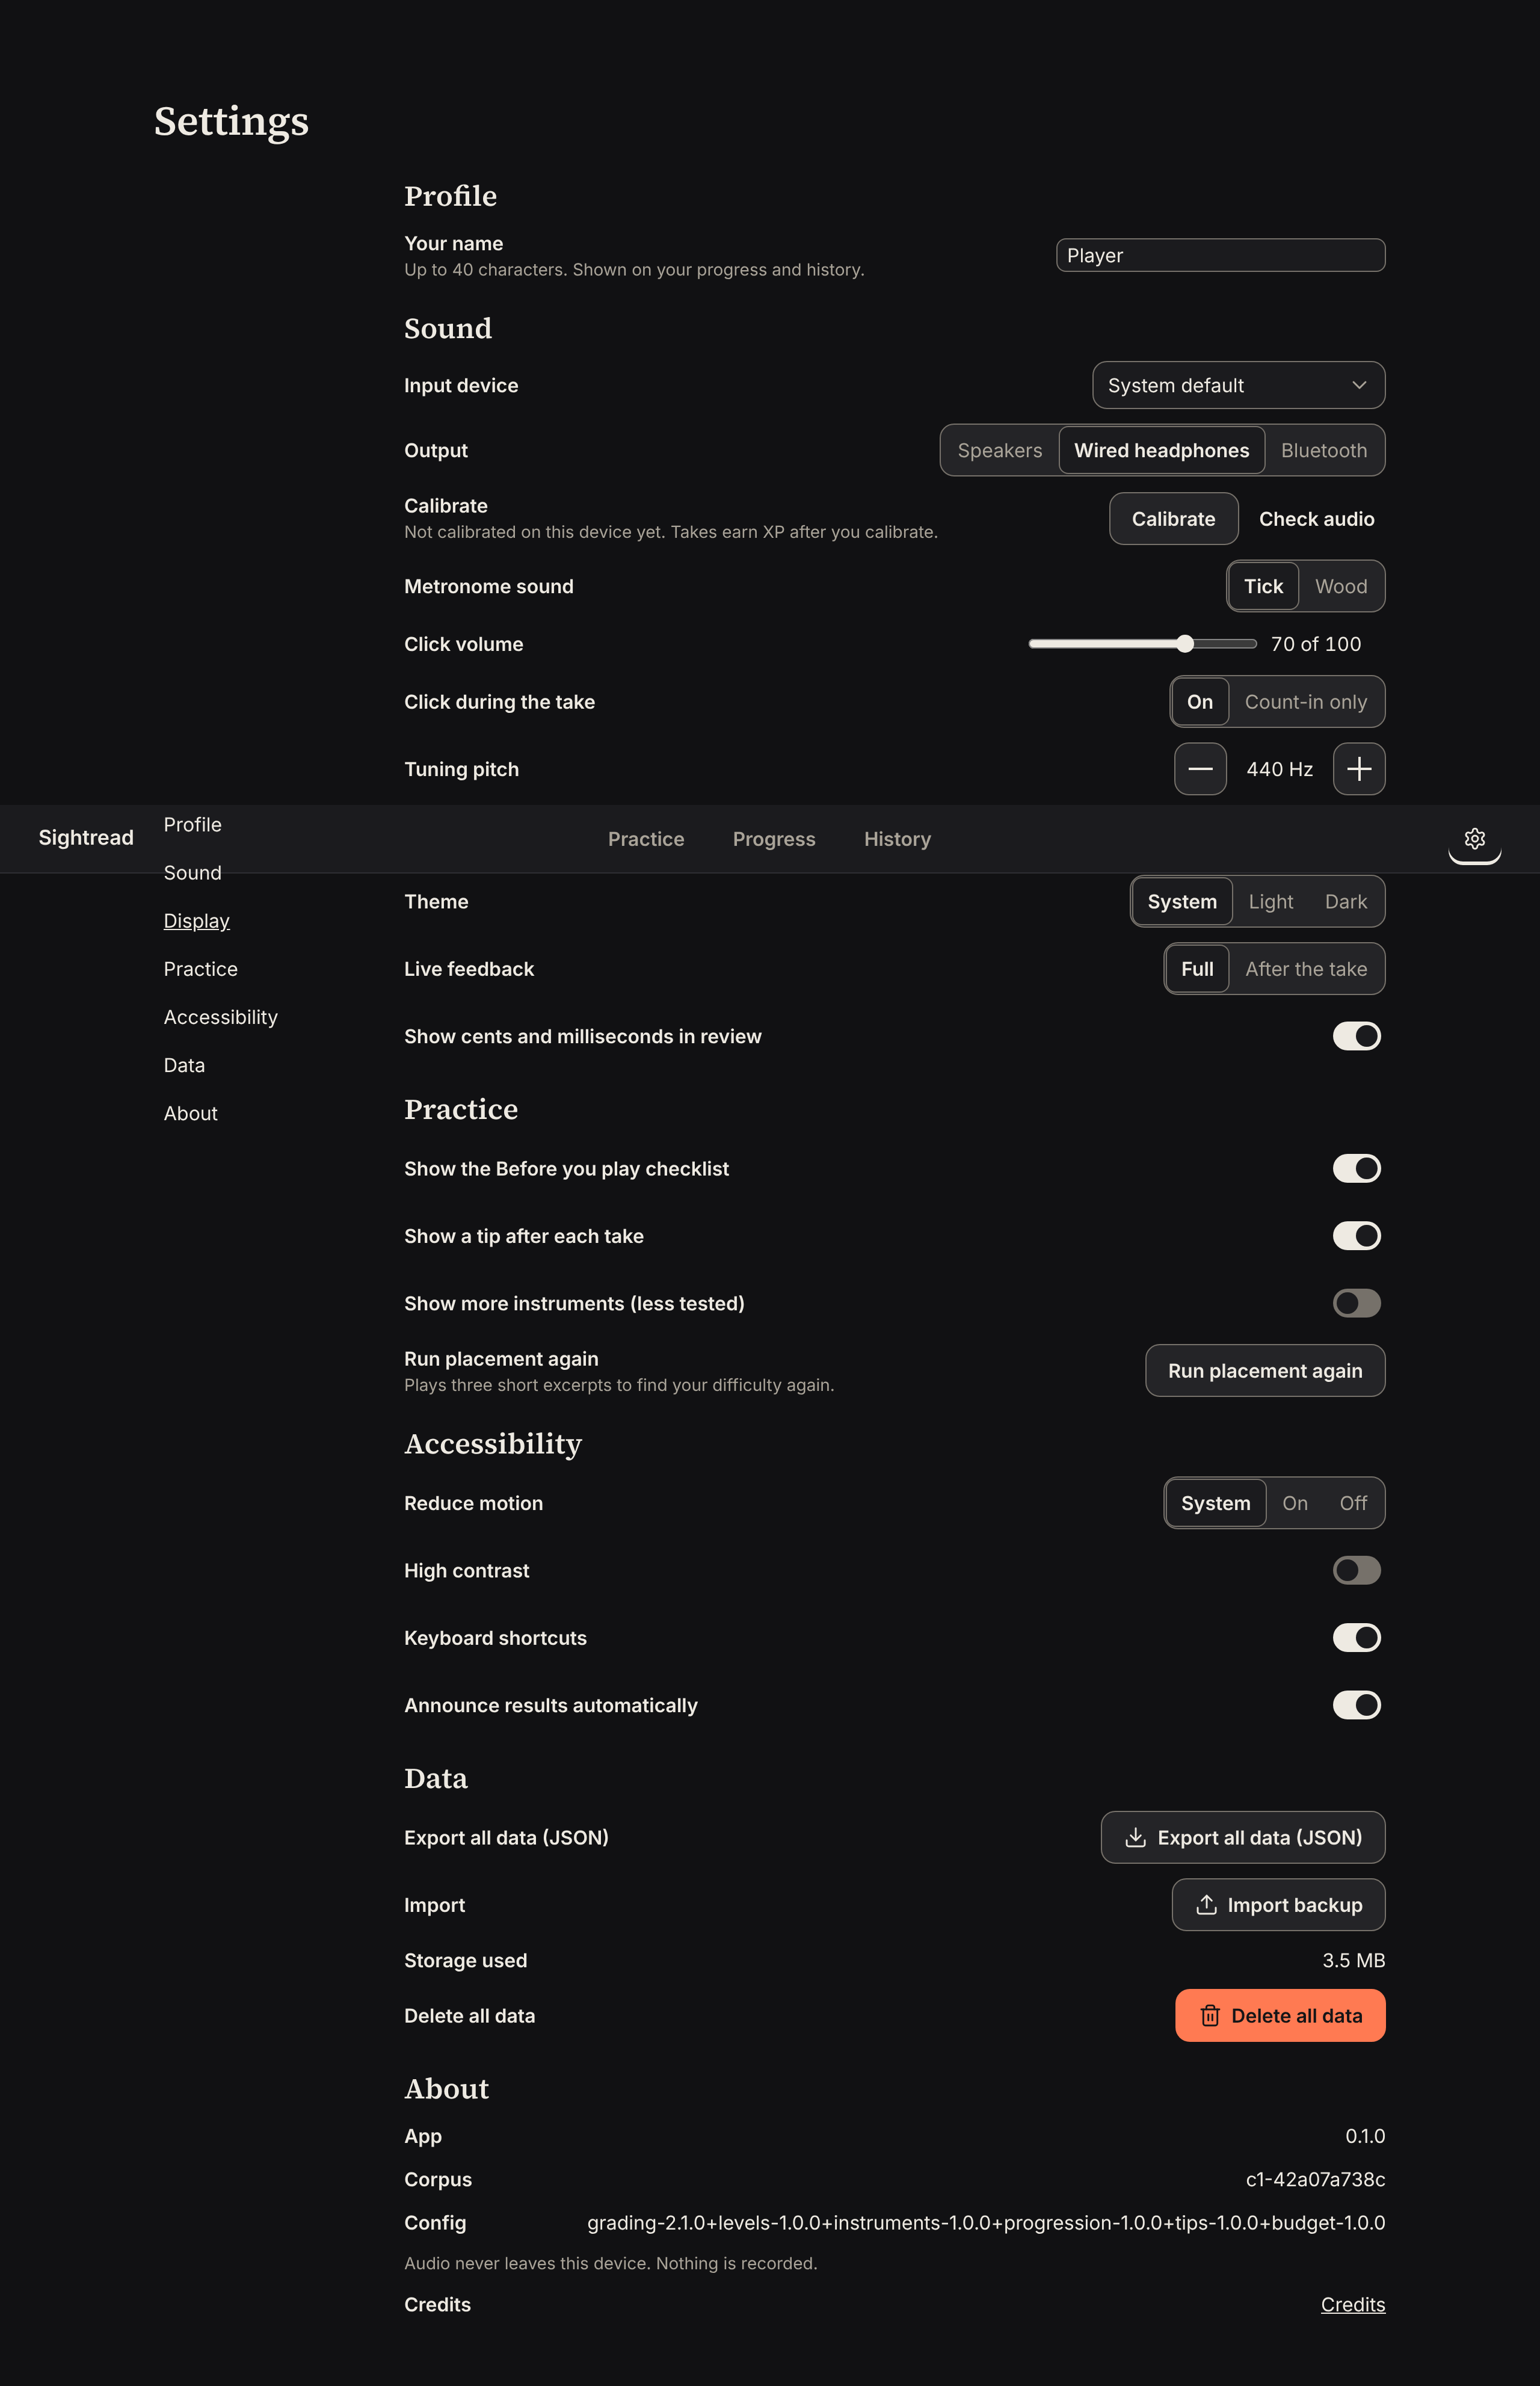 Settings
Profile
Your name
Up to 40 characters. Shown on your progress and history.
Player
Sound
Input device
System default
Output
Speakers
Wired headphones
Bluetooth
Calibrate
Not calibrated on this device yet. Takes earn XP after you calibrate.
Calibrate
Check audio
Metronome sound
Tick
Wood
Click volume
70 of 100
Click during the take
On
Count-in only
Tuning pitch
440 Hz
Sightread
Practice
Progress
History
Profile
Sound
Display
Practice
Accessibility
Data
About
Theme
System
Light
Dark
Live feedback
Full
After the take
Show cents and milliseconds in review
Practice
Show the Before you play checklist
Show a tip after each take
Show more instruments (less tested)
Run placement again
Plays three short excerpts to find your difficulty again.
Run placement again
Accessibility
Reduce motion
System
On
Off
High contrast
Keyboard shortcuts
Announce results automatically
Data
Export all data (JSON)
Export all data (JSON)
Import
Import backup
Storage used
3.5 MB
Delete all data
Delete all data
About
App
0.1.0
Corpus
c1-42a07a738c
Config
grading-2.1.0+levels-1.0.0+instruments-1.0.0+progression-1.0.0+tips-1.0.0+budget-1.0.0
Audio never leaves this device. Nothing is recorded.
Credits
Credits